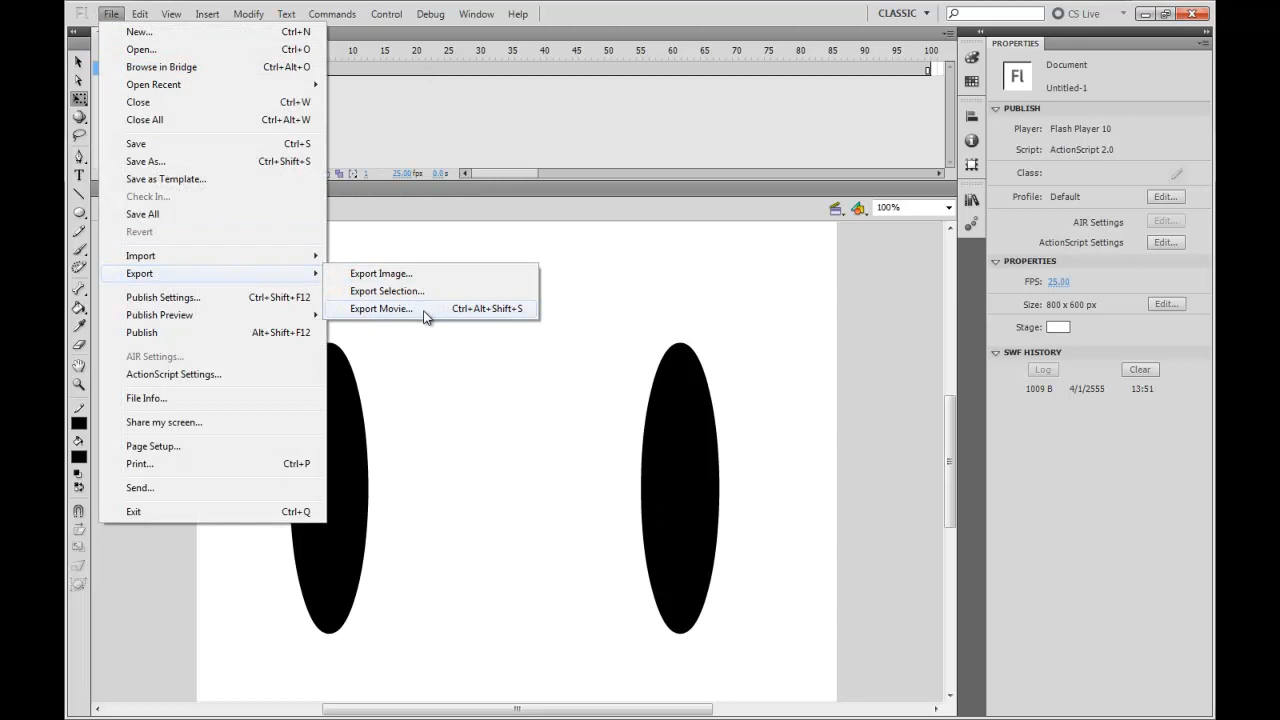 Fl File Edit View Insert Modify Text Commands Control Debug Window Help CLASSIC CS Live
New... Ctrl+N
Open... Ctrl+O
Browse in Bridge Ctrl+Alt+O
Open Recent
Close Ctrl+W
Close All Ctrl+Alt+W
Save Ctrl+S
Save As... Ctrl+Shift+S
Save as Template...
Check In...
Save All
Revert
Import
Export
Publish Settings... Ctrl+Shift+F12
Publish Preview
Publish Alt+Shift+F12
AIR Settings...
ActionScript Settings...
File Info...
Share my screen...
Page Setup...
Print... Ctrl+P
Send...
Exit Ctrl+Q
Export Image...
Export Selection...
Export Movie... Ctrl+Alt+Shift+S
10 15 20 25 30 35 40 45 50 55 60 65 70 75 80 85 90 95 100
1 25.00 fps 0.0 s
100%
PROPERTIES
Fl Document
Untitled-1
PUBLISH
Player: Flash Player 10
Script: ActionScript 2.0
Class:
Profile: Default Edit...
AIR Settings Edit...
ActionScript Settings Edit...
PROPERTIES
FPS: 25.00
Size: 800 x 600 px Edit...
Stage:
SWF HISTORY
Log Clear
1009 B 4/1/2555 13:51